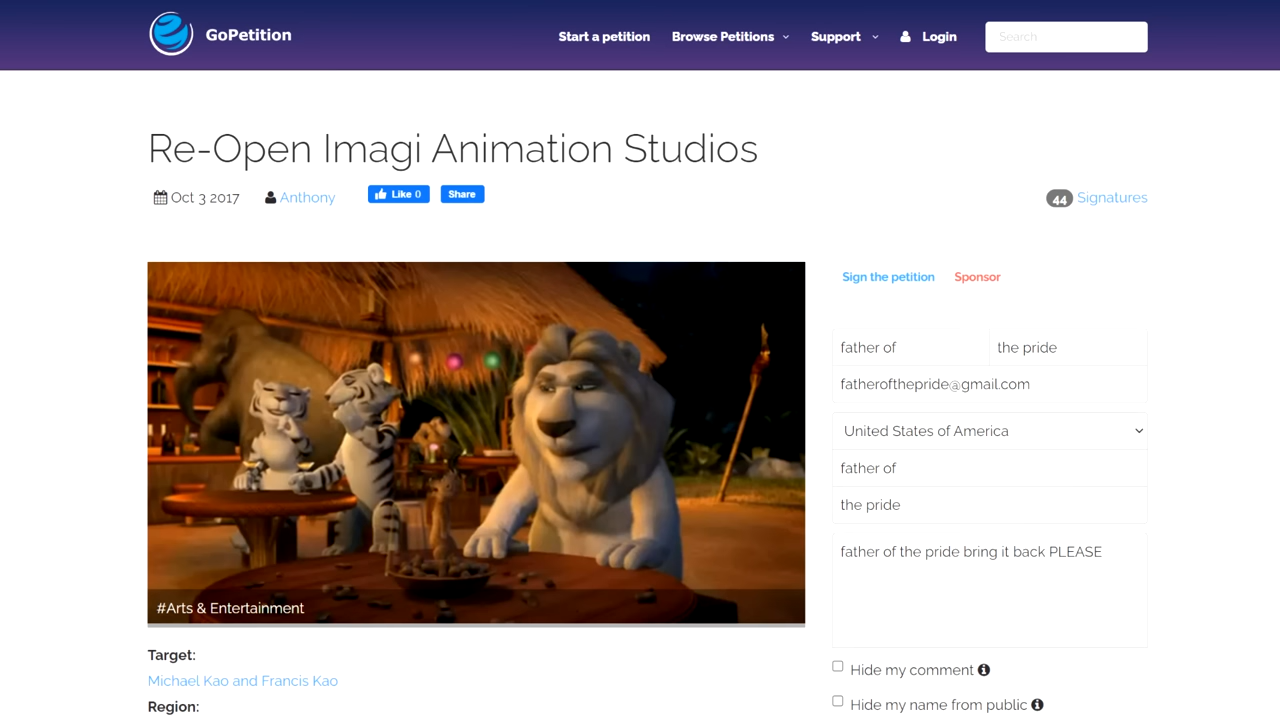 GoPetition
Start a petition Browse Petitions Support Login Search
Re-Open Imagi Animation Studios
Oct 3 2017 Anthony Like 0 Share 44 Signatures
Sign the petition Sponsor
father of the pride
fatherofthepride@gmail.com
United States of America
father of
the pride
father of the pride bring it back PLEASE
#Arts & Entertainment
Target:
Michael Kao and Francis Kao
Region:
Hide my comment
Hide my name from public